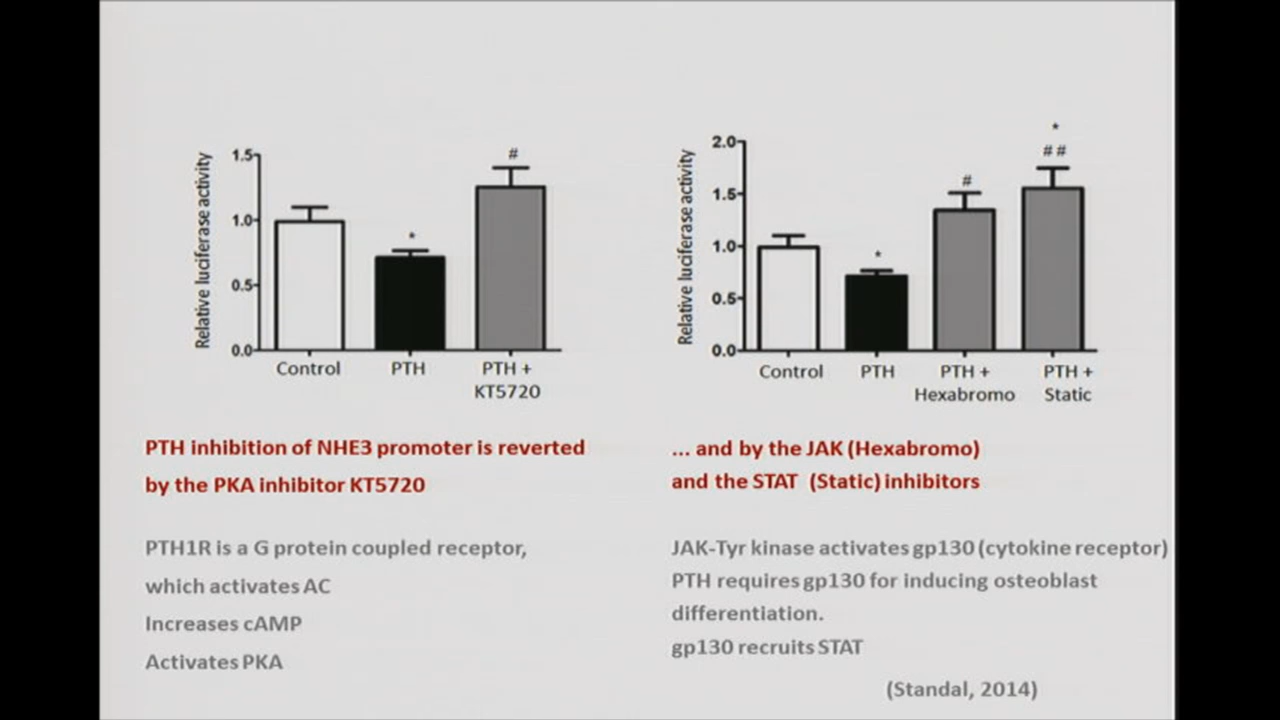 Relative luciferase activity
1.5
1.0
0.5
0.0
*
#
Control
PTH
PTH +
KT5720
Relative luciferase activity
2.0
1.5
1.0
0.5
0.0
*
#
*
##
Control
PTH
PTH +
Hexabromo
PTH +
Static
PTH inhibition of NHE3 promoter is reverted
by the PKA inhibitor KT5720
... and by the JAK (Hexabromo)
and the STAT (Static) inhibitors
PTH1R is a G protein coupled receptor,
which activates AC
Increases cAMP
Activates PKA
JAK-Tyr kinase activates gp130 (cytokine receptor)
PTH requires gp130 for inducing osteoblast
differentiation.
gp130 recruits STAT
(Standal, 2014)